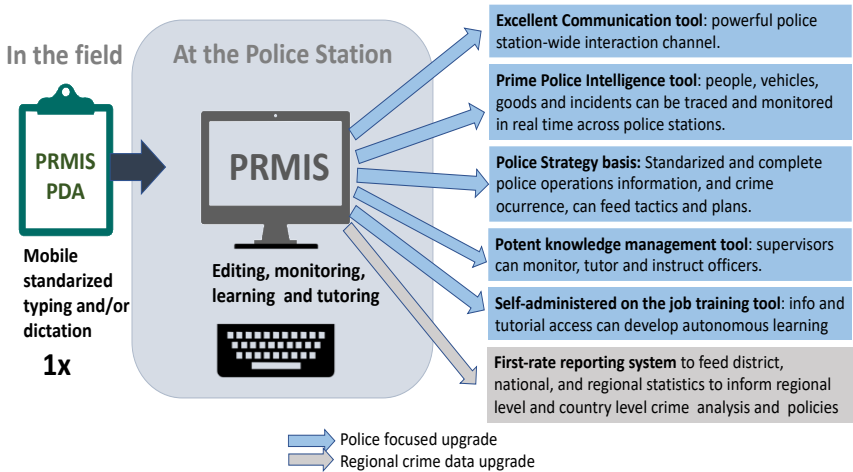 In the field
PRMIS
PDA
Mobile
standarized
typing and/or
dictation
1x
At the Police Station
PRMIS
Editing, monitoring,
learning and tutoring
Excellent Communication tool: powerful police
station-wide interaction channel.
Prime Police Intelligence tool: people, vehicles,
goods and incidents can be traced and monitored
in real time across police stations.
Police Strategy basis: Standarized and complete
police operations information, and crime
ocurrence, can feed tactics and plans.
Potent knowledge management tool: supervisors
can monitor, tutor and instruct officers.
Self-administered on the job training tool: info and
tutorial access can develop autonomous learning
First-rate reporting system to feed district,
national, and regional statistics to inform regional
level and country level crime analysis and policies
Police focused upgrade
Regional crime data upgrade